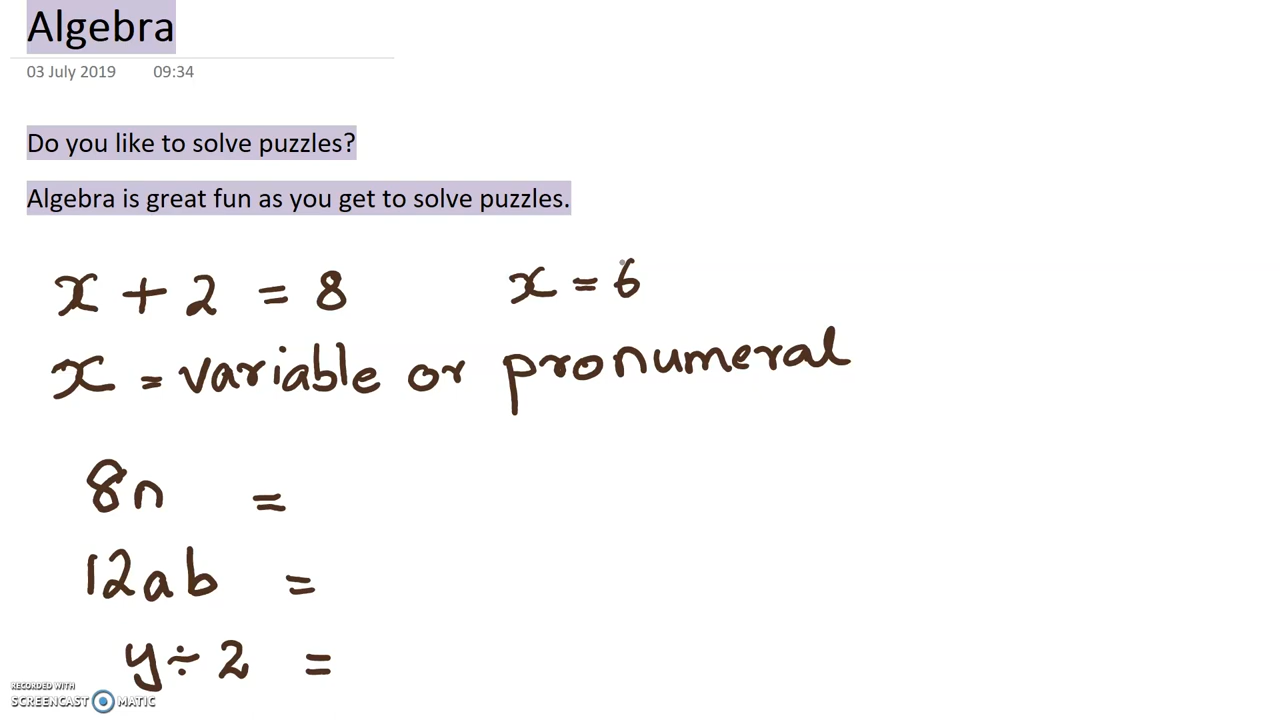 Algebra
03 July 2019 09:34
Do you like to solve puzzles?
Algebra is great fun as you get to solve puzzles.
x + 2 = 8 x = 6
x = variable or pronumeral
8n =
12ab =
y ÷ 2 =
RECORDED WITH
SCREENCAST MATIC